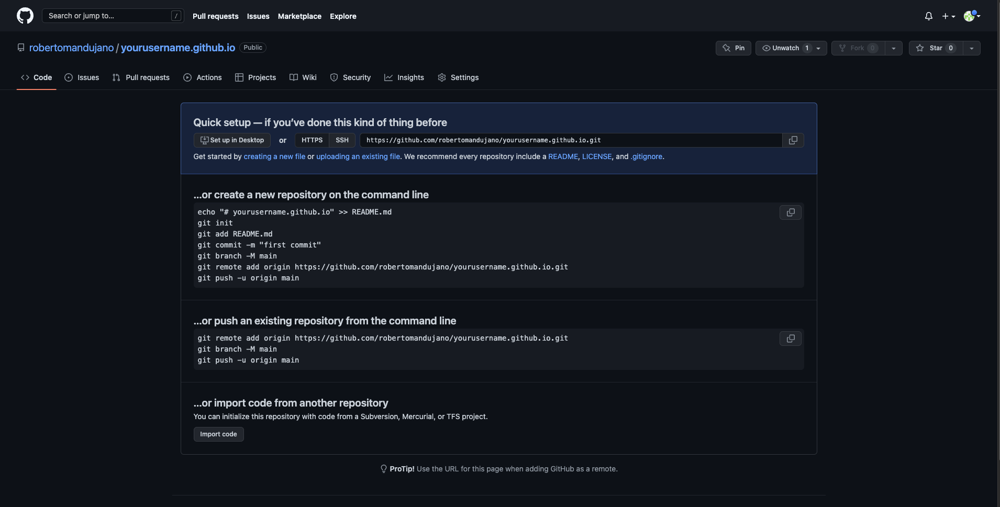 Search or jump to... /
Pull requests Issues Marketplace Explore
robertomandujano / yourusername.github.io Public
Pin Unwatch 1 Fork 0 Star 0
Code Issues Pull requests Actions Projects Wiki Security Insights Settings
Quick setup — if you've done this kind of thing before
Set up in Desktop or HTTPS SSH https://github.com/robertomandujano/yourusername.github.io.git
Get started by creating a new file or uploading an existing file. We recommend every repository include a README, LICENSE, and .gitignore.
...or create a new repository on the command line
echo "# yourusername.github.io" >> README.md
git init
git add README.md
git commit -m "first commit"
git branch -M main
git remote add origin https://github.com/robertomandujano/yourusername.github.io.git
git push -u origin main
...or push an existing repository from the command line
git remote add origin https://github.com/robertomandujano/yourusername.github.io.git
git branch -M main
git push -u origin main
...or import code from another repository
You can initialize this repository with code from a Subversion, Mercurial, or TFS project.
Import code
ProTip! Use the URL for this page when adding GitHub as a remote.